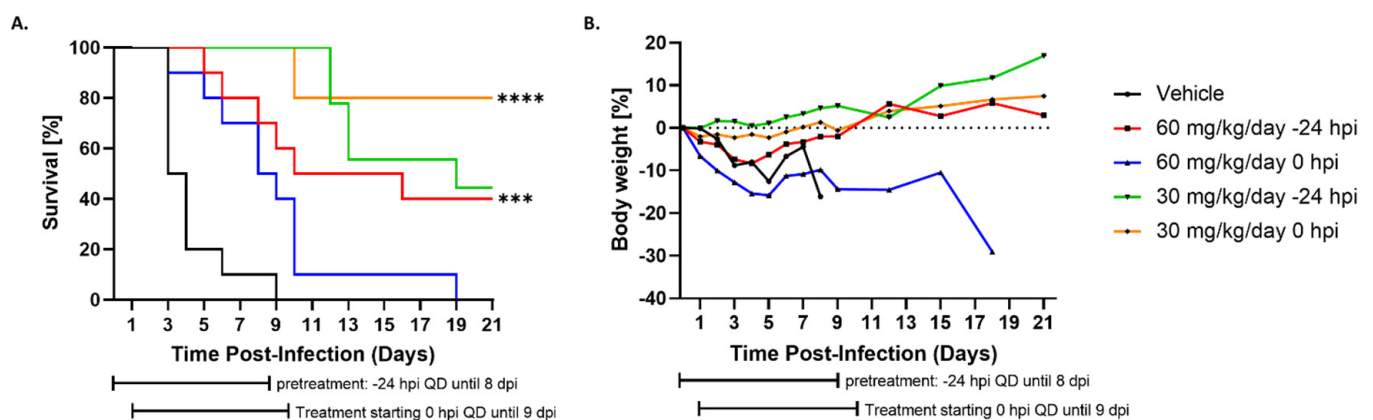 A.
100
80
60
40
20
0
Survival [%]
****
***
1 3 5 7 9 11 13 15 17 19 21
Time Post-Infection (Days)
pretreatment: -24 hpi QD until 8 dpi
Treatment starting 0 hpi QD until 9 dpi
B.
20
10
0
-10
-20
-30
-40
Body weight [%]
1 3 5 7 9 11 13 15 17 19 21
Time Post-Infection (Days)
pretreatment: -24 hpi QD until 8 dpi
Treatment starting 0 hpi QD until 9 dpi
Vehicle
60 mg/kg/day -24 hpi
60 mg/kg/day 0 hpi
30 mg/kg/day -24 hpi
30 mg/kg/day 0 hpi